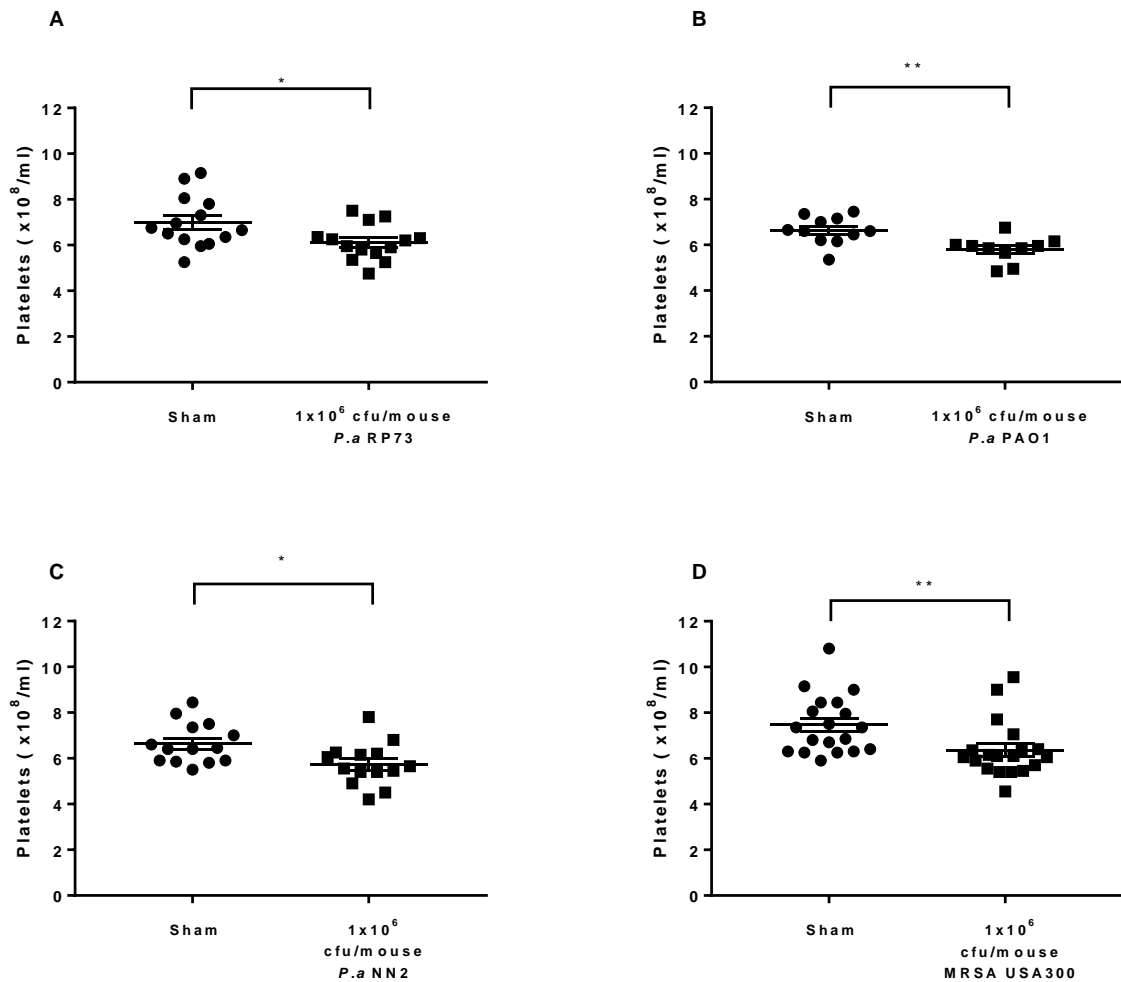 A
*
Platelets ( x10⁸/ml)
12
10
8
6
4
2
0
Sham
1x10⁶ cfu/mouse
P.a RP73
B
**
Platelets ( x10⁸/ml)
12
10
8
6
4
2
0
Sham
1x10⁶ cfu/mouse
P.a PAO1
C
*
Platelets ( x10⁸/ml)
12
10
8
6
4
2
0
Sham
1x10⁶
cfu/mouse
P.a NN2
D
**
Platelets ( x10⁸/ml)
12
10
8
6
4
2
0
Sham
1x10⁶
cfu/mouse
MRSA USA300